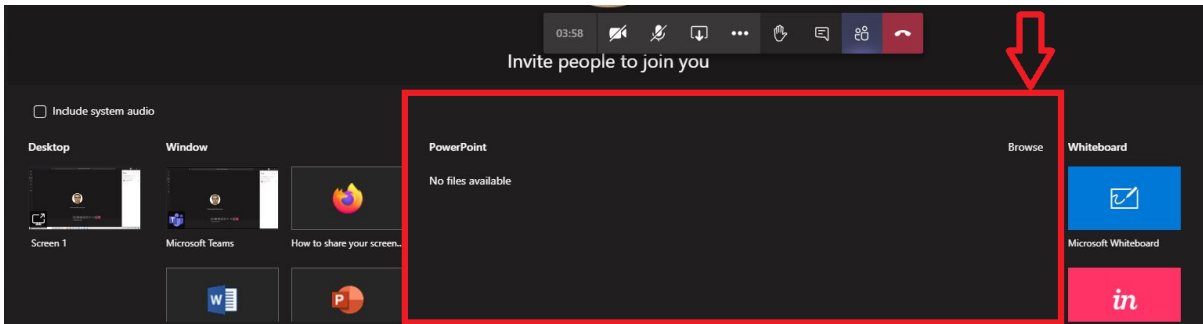 03:58
Invite people to join you
Include system audio
Desktop
Window
PowerPoint
Browse
Whiteboard
No files available
Screen 1
Microsoft Teams
How to share your screen...
Microsoft Whiteboard
W
P
in